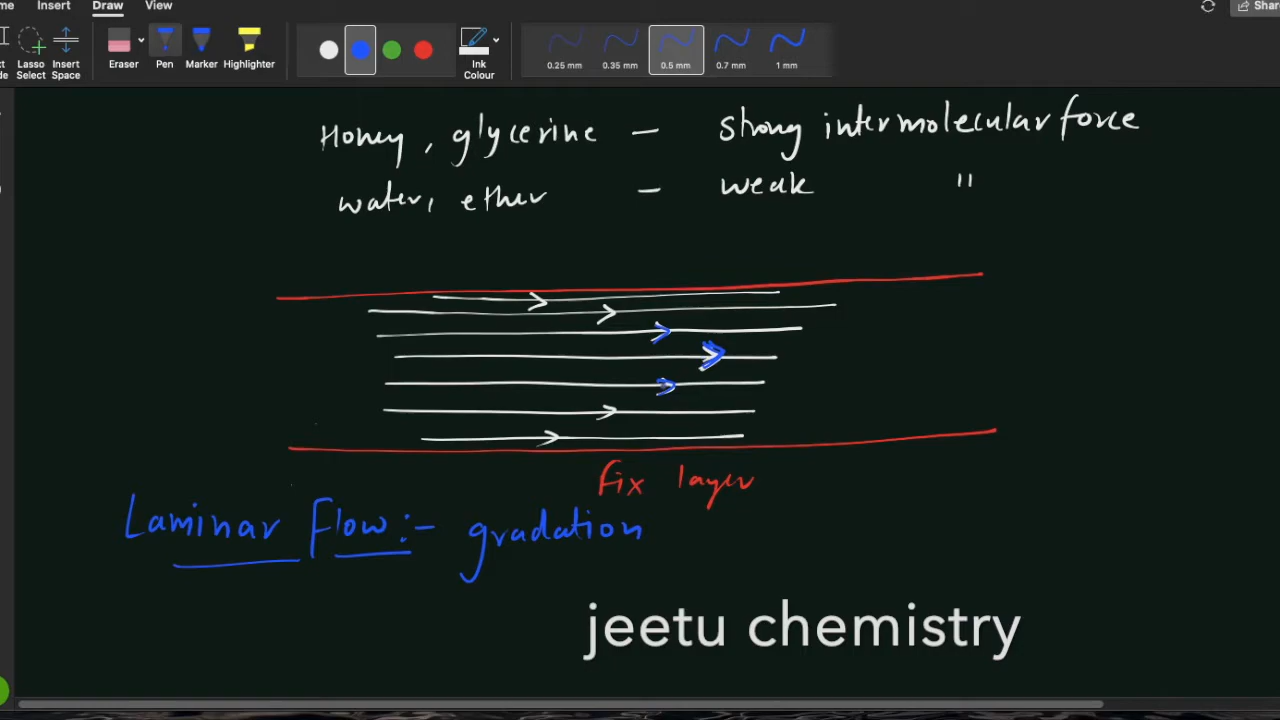 Insert Draw View
Share
Lasso Select
Insert Space
Eraser
Pen
Marker
Highlighter
Ink Colour
0.25 mm
0.35 mm
0.5 mm
0.7 mm
1 mm
Honey, glycerine - strong intermolecular force
water, ether - weak "
Fix layer
Laminar Flow:- gradation
jeetu chemistry